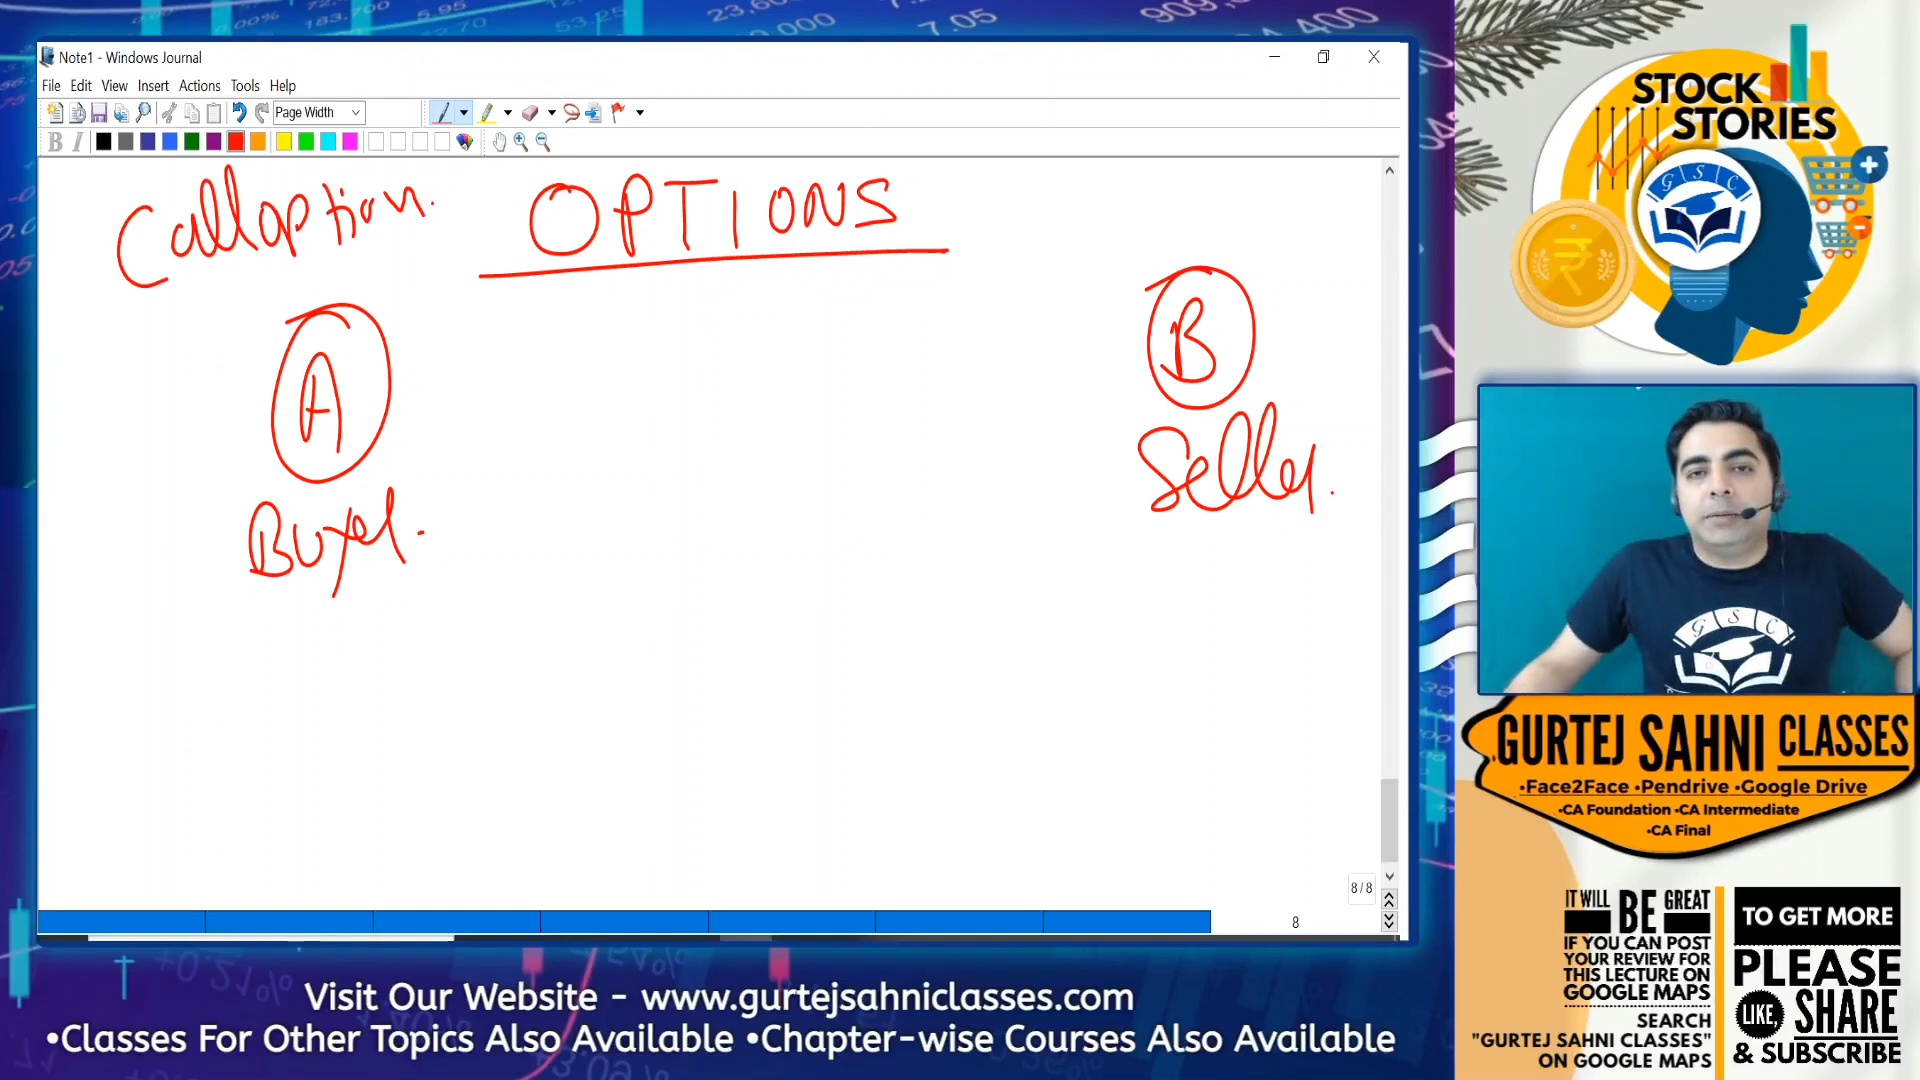 Note1 - Windows Journal
File Edit View Insert Actions Tools Help
Page Width
B I
Call option. OPTIONS
A
Buyer.
B
Seller.
8 / 8
8
STOCK
STORIES
G S C
G S C
GURTEJ SAHNI CLASSES
•Face2Face •Pendrive •Google Drive
•CA Foundation •CA Intermediate
•CA Final
IT WILL BE GREAT
IF YOU CAN POST
YOUR REVIEW FOR
THIS LECTURE ON
GOOGLE MAPS
SEARCH
"GURTEJ SAHNI CLASSES"
ON GOOGLE MAPS
TO GET MORE
PLEASE
LIKE, SHARE
& SUBSCRIBE
Visit Our Website - www.gurtejsahniclasses.com
•Classes For Other Topics Also Available •Chapter-wise Courses Also Available